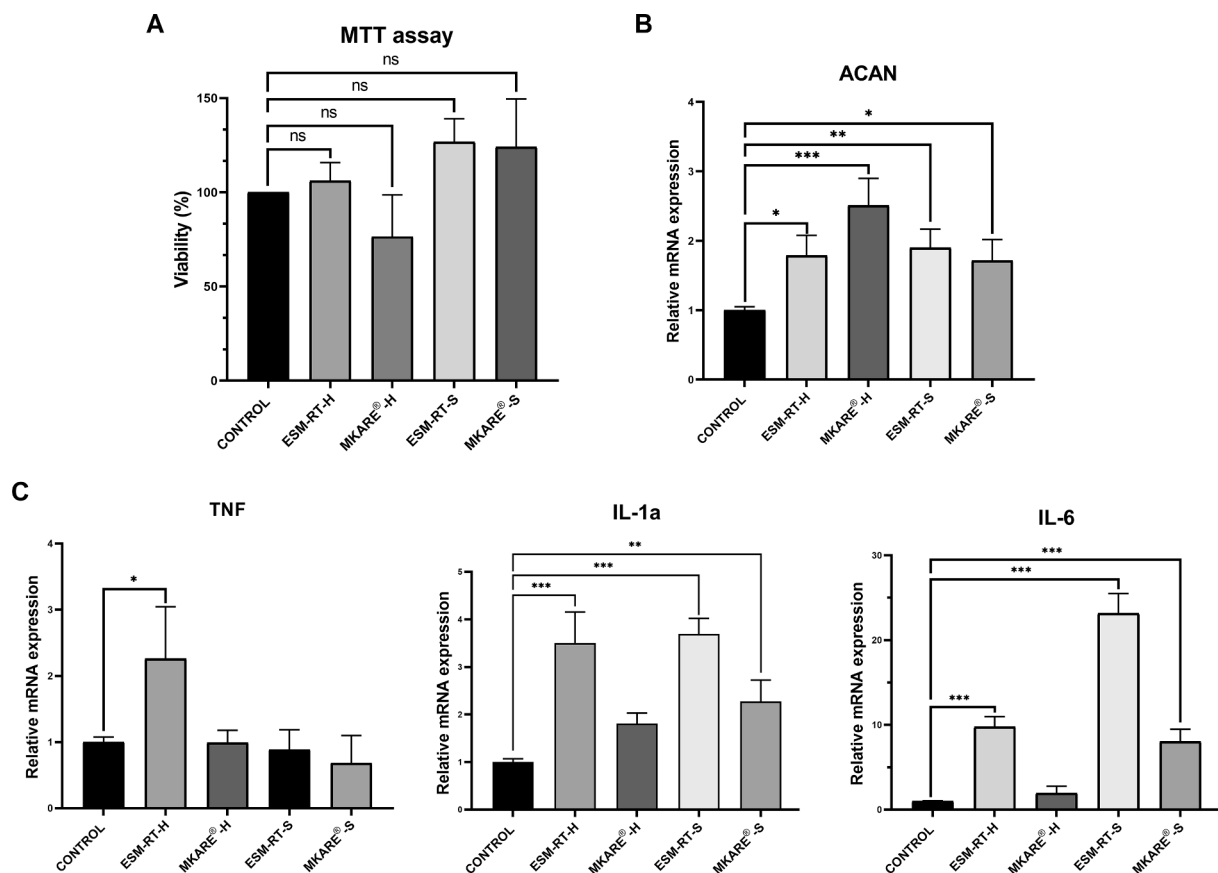 A
MTT assay
ns
ns
ns
ns
Viability (%)
150
100
50
0
CONTROL
ESM-RT-H
MKARE®-H
ESM-RT-S
MKARE®-S
B
ACAN
*
**
***
*
Relative mRNA expression
4
3
2
1
0
CONTROL
ESM-RT-H
MKARE®-H
ESM-RT-S
MKARE®-S
C
TNF
*
Relative mRNA expression
4
3
2
1
0
CONTROL
ESM-RT-H
MKARE®-H
ESM-RT-S
MKARE®-S
IL-1a
**
***
***
Relative mRNA expression
5
4
3
2
1
0
CONTROL
ESM-RT-H
MKARE®-H
ESM-RT-S
MKARE®-S
IL-6
***
***
***
Relative mRNA expression
30
20
10
0
CONTROL
ESM-RT-H
MKARE®-H
ESM-RT-S
MKARE®-S